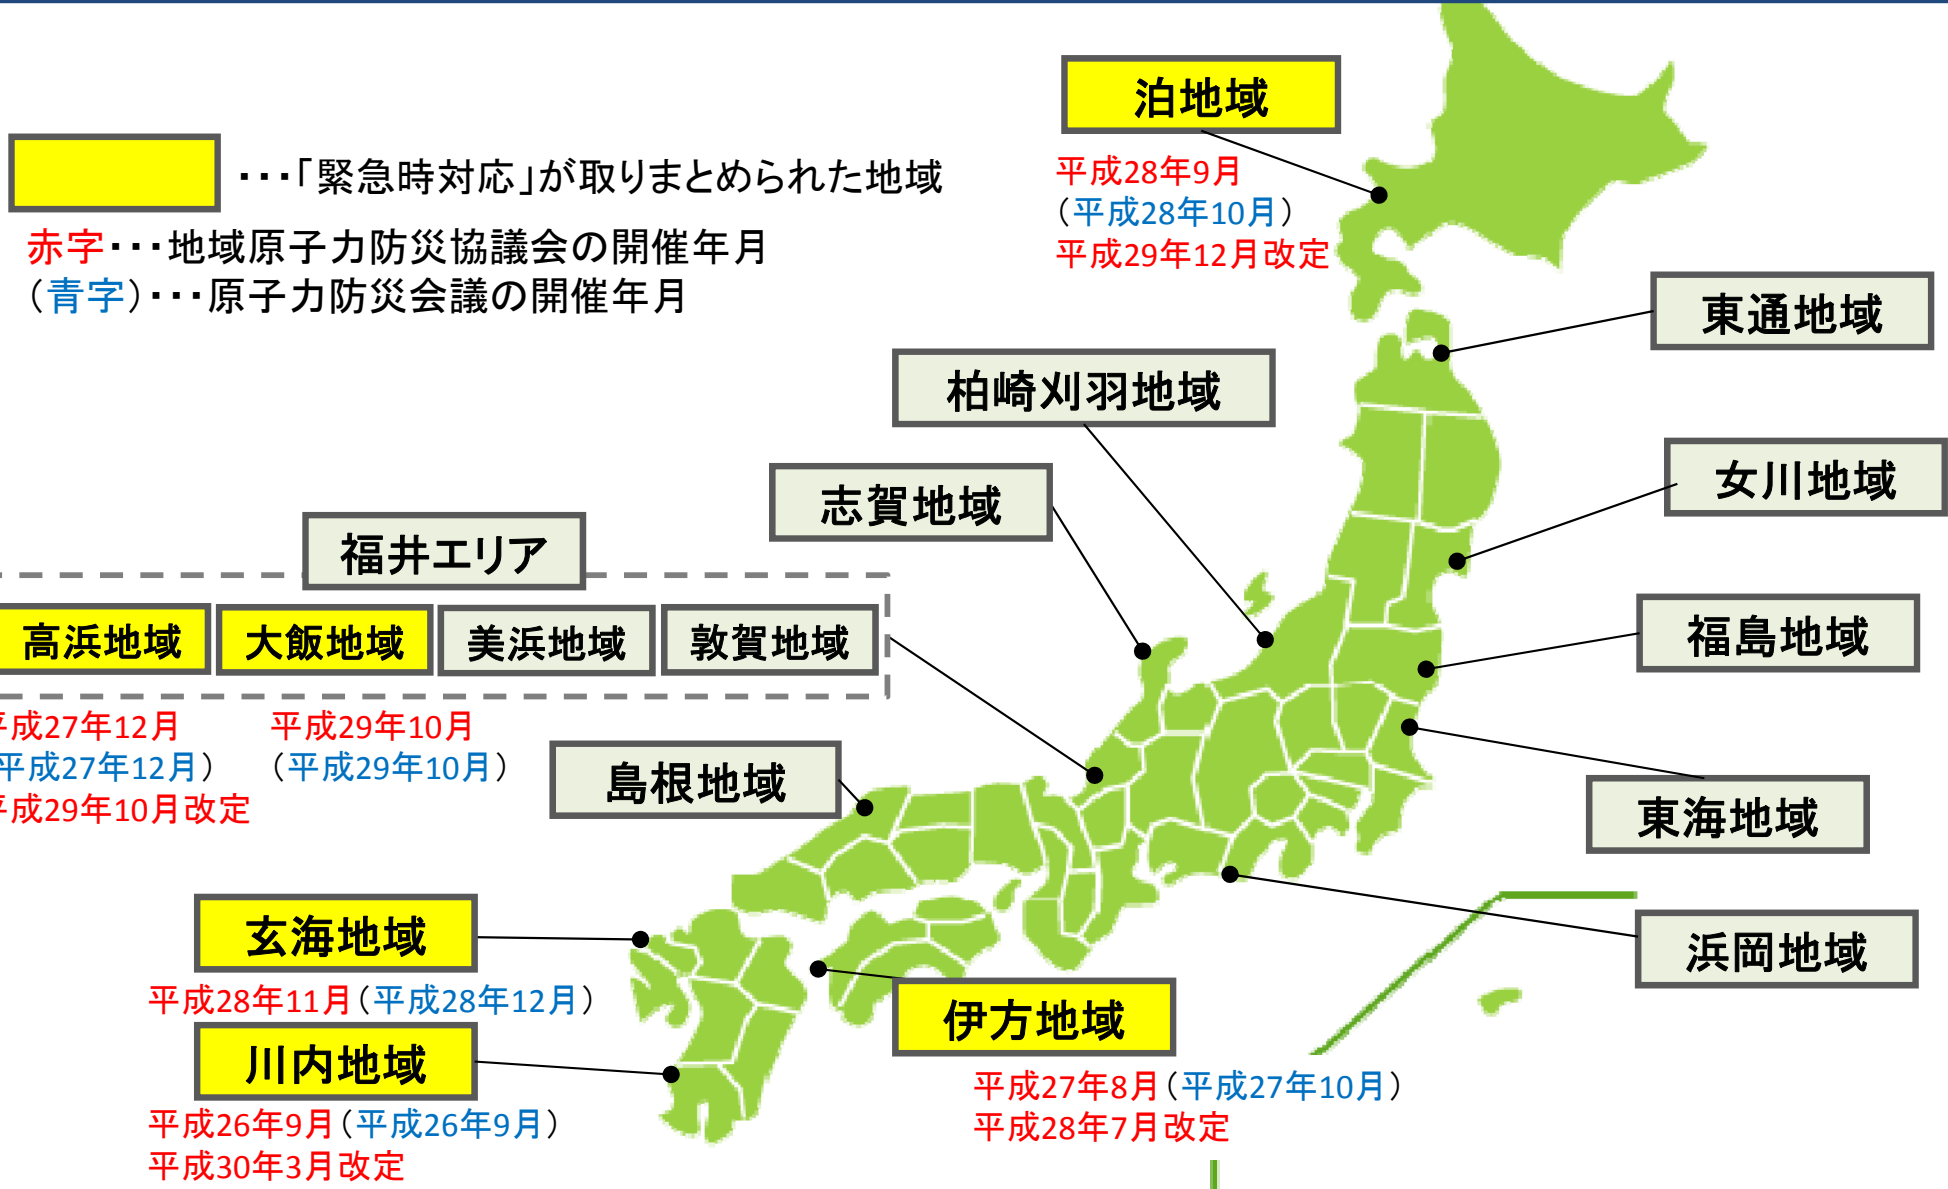 泊地域
平成28年9月
（平成28年10月）
平成29年12月改定
・・・「緊急時対応」が取りまとめられた地域
赤字・・・地域原子力防災協議会の開催年月
（青字）・・・原子力防災会議の開催年月
東通地域
柏崎刈羽地域
女川地域
志賀地域
福井エリア
高浜地域
大飯地域
美浜地域
敦賀地域
福島地域
平成27年12月
平成27年12月）
平成29年10月改定
平成29年10月
（平成29年10月）
島根地域
東海地域
玄海地域
平成28年11月（平成28年12月）
浜岡地域
伊方地域
平成27年8月（平成27年10月）
平成28年7月改定
川内地域
平成26年9月（平成26年9月）
平成30年3月改定